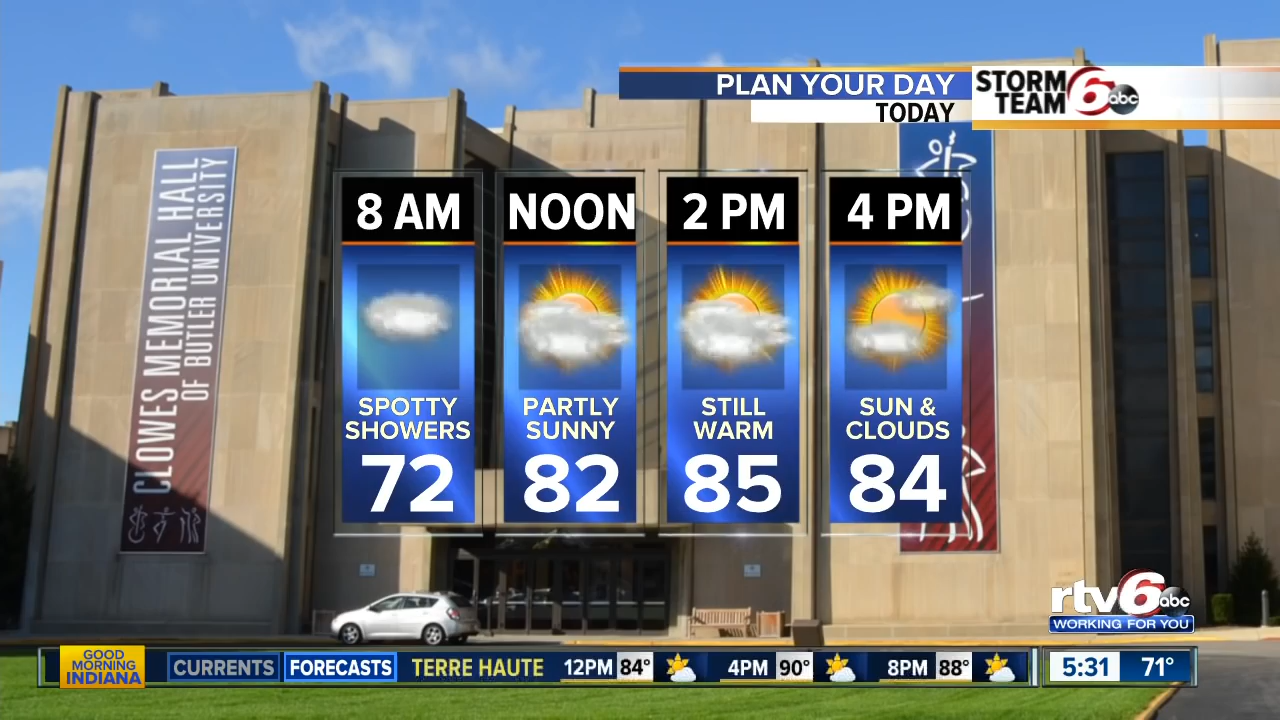 PLAN YOUR DAY
TODAY
STORM
TEAM 6 abc
CLOWES MEMORIAL HALL
OF BUTLER UNIVERSITY
8 AM
SPOTTY
SHOWERS
72
NOON
PARTLY
SUNNY
82
2 PM
STILL
WARM
85
4 PM
SUN &
CLOUDS
84
rtv6 abc
WORKING FOR YOU
GOOD
MORNING
INDIANA
CURRENTS FORECASTS TERRE HAUTE 12PM 84° 4PM 90° 8PM 88° 5:31 71°